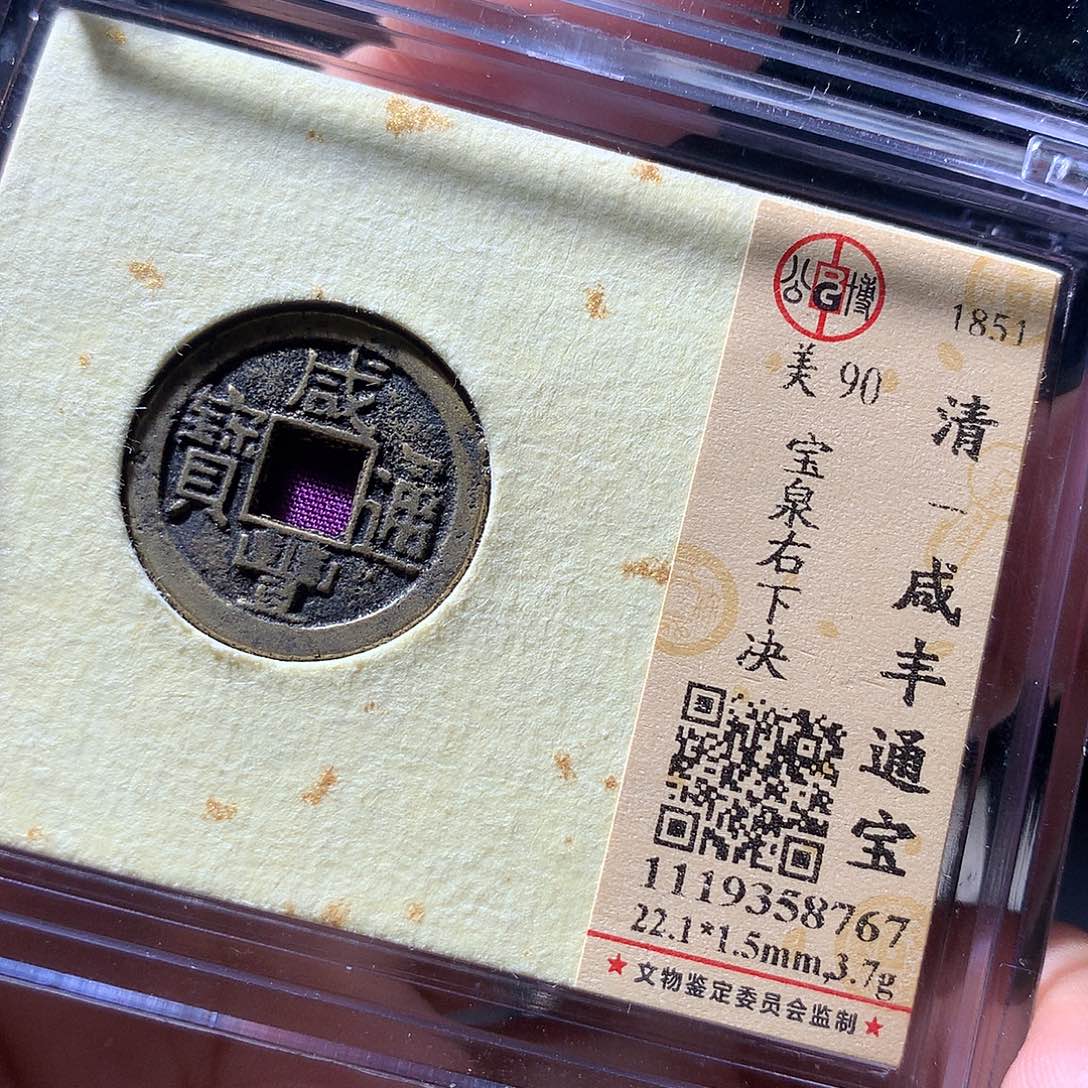 咸豐通寶
公博
1851
美 90
清 一 咸丰通宝
宝泉右下决
1119358767
22.1*1.5mm,3.7g
★文物鉴定委员会监制★